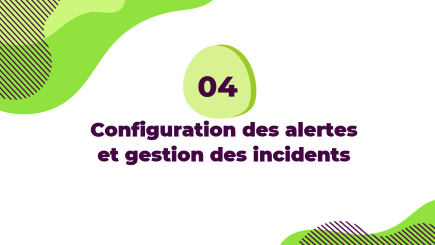 04
Configuration des alertes
et gestion des incidents